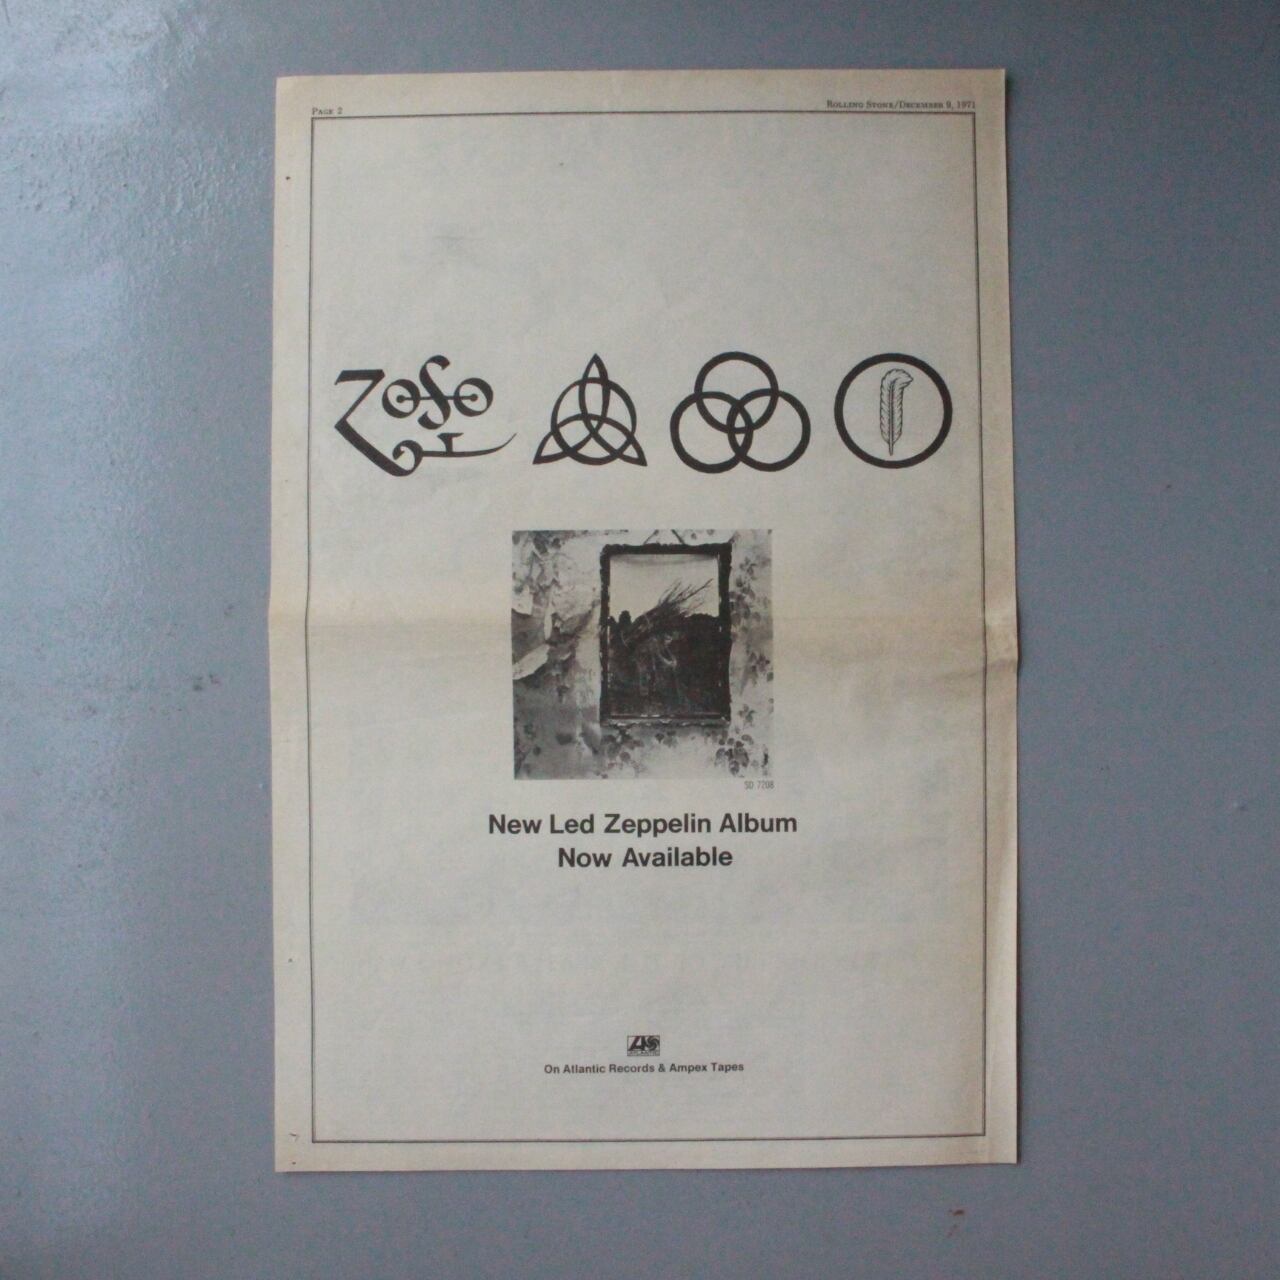 PAGE 2
ROLLING STONE/DECEMBER 9, 1971
ZOSO
SD 7208
New Led Zeppelin Album
Now Available
ATLANTIC
On Atlantic Records & Ampex Tapes